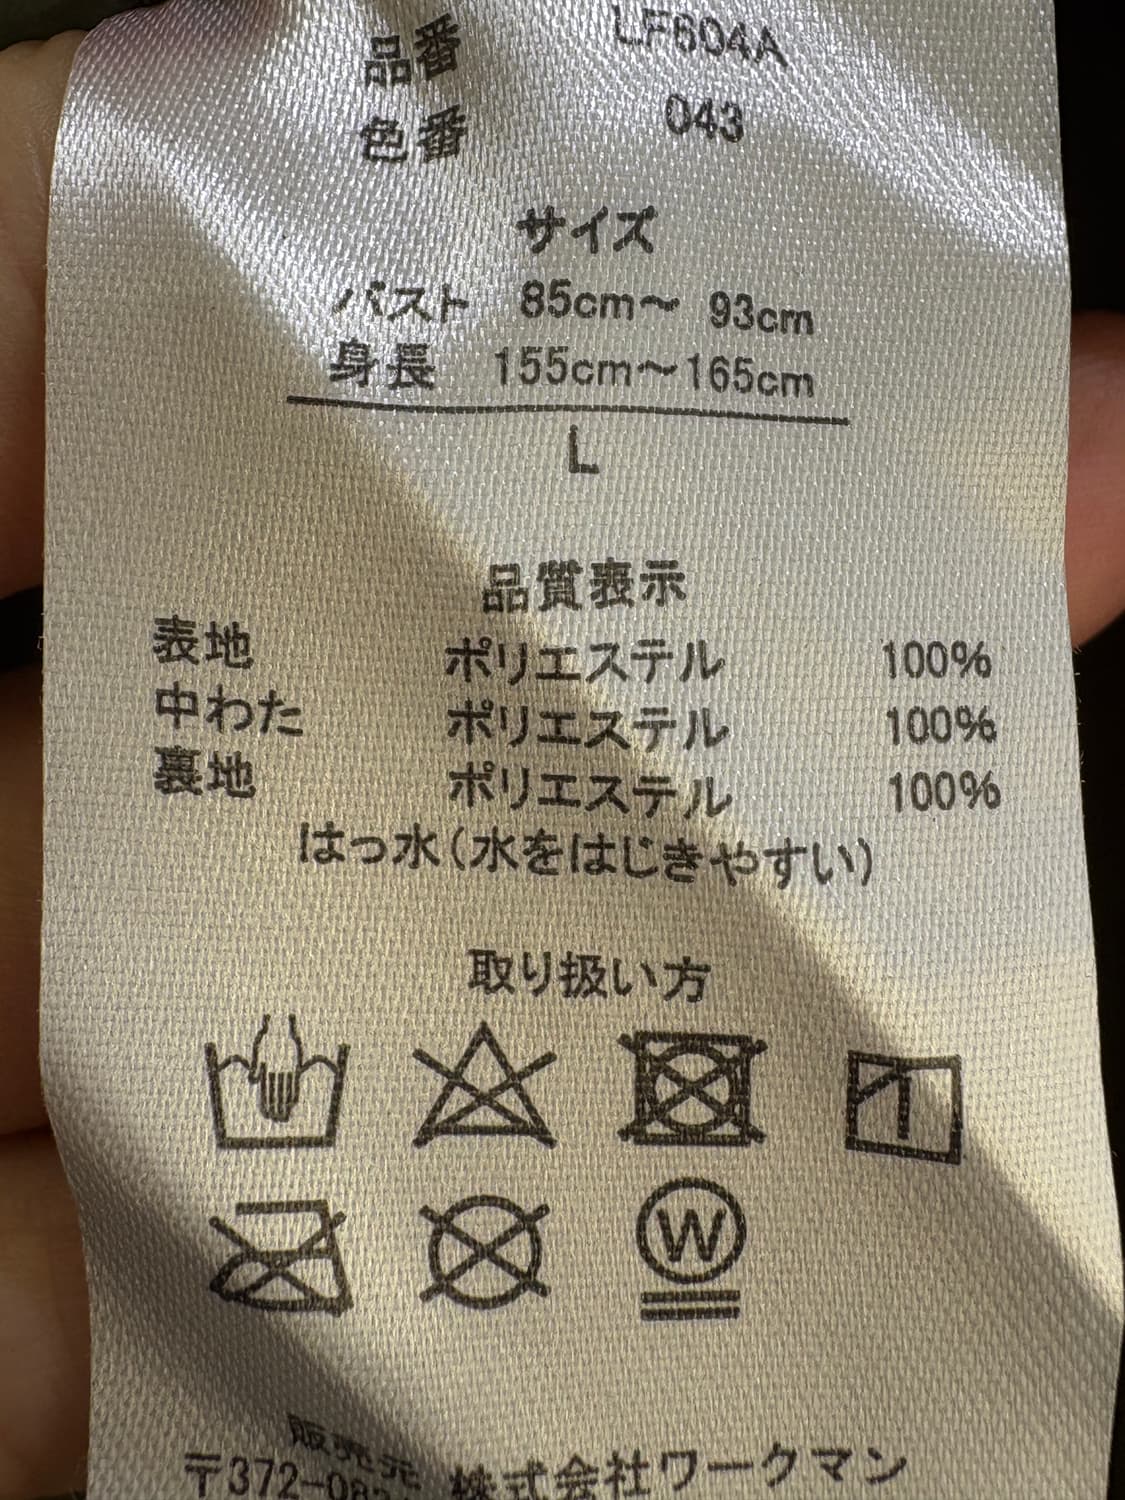 品番 LF604A
色番 043
サイズ
バスト 85cm〜 93cm
身長 155cm〜165cm
L
品質表示
表地 ポリエステル 100%
中わた ポリエステル 100%
裏地 ポリエステル 100%
はっ水(水をはじきやすい)
取り扱い方
W
販売元
〒372-08 株式会社ワークマン